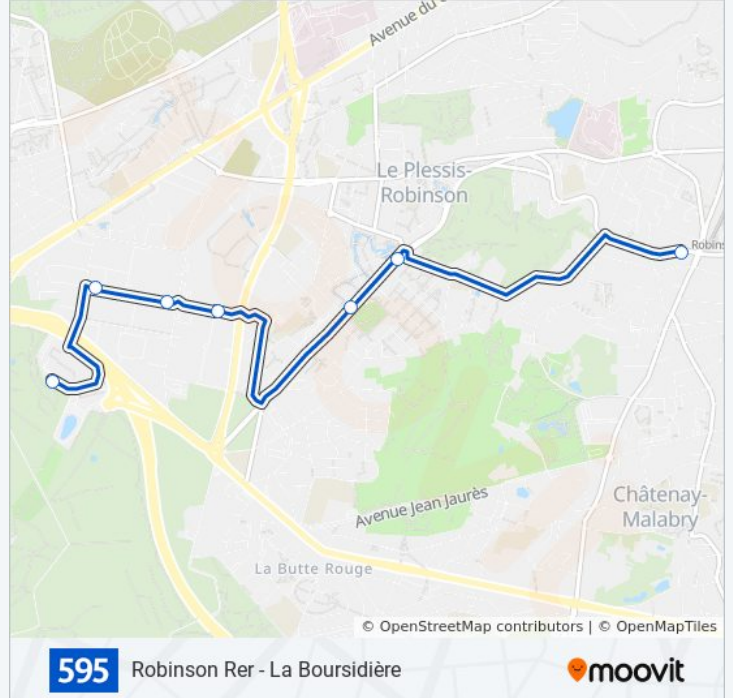 Avenue du
Le Plessis-
Robinson
Robins
Avenue Jean Jaurès
Châtenay-
Malabry
La Butte Rouge
© OpenStreetMap contributors | © OpenMapTiles
595 Robinson Rer - La Boursidière moovit